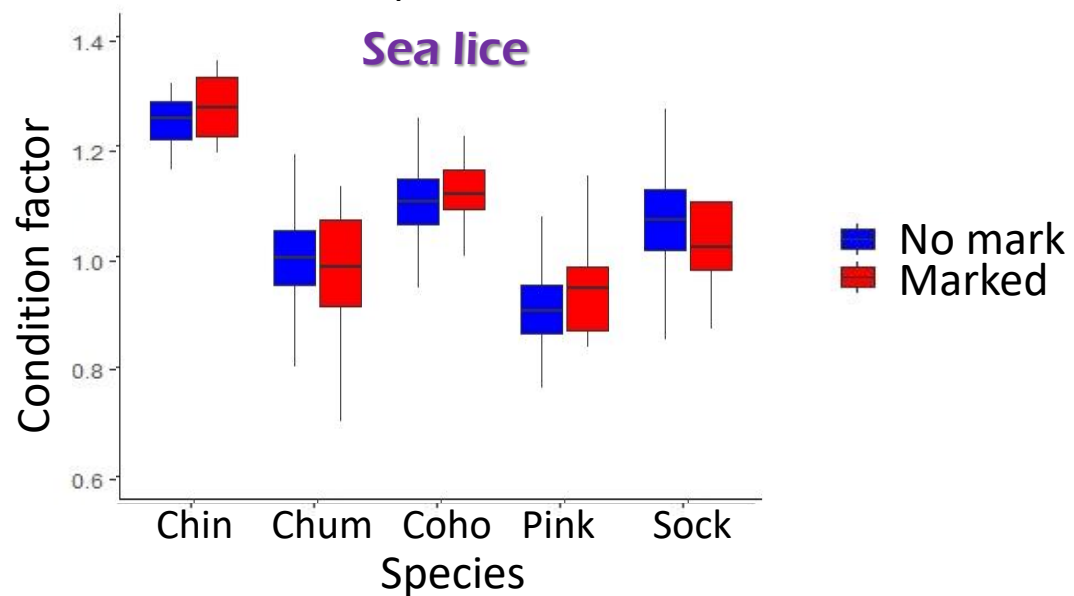 Sea lice
Condition factor
1.4
1.2
1.0
0.8
0.6
Chin Chum Coho Pink Sock
Species
No mark
Marked